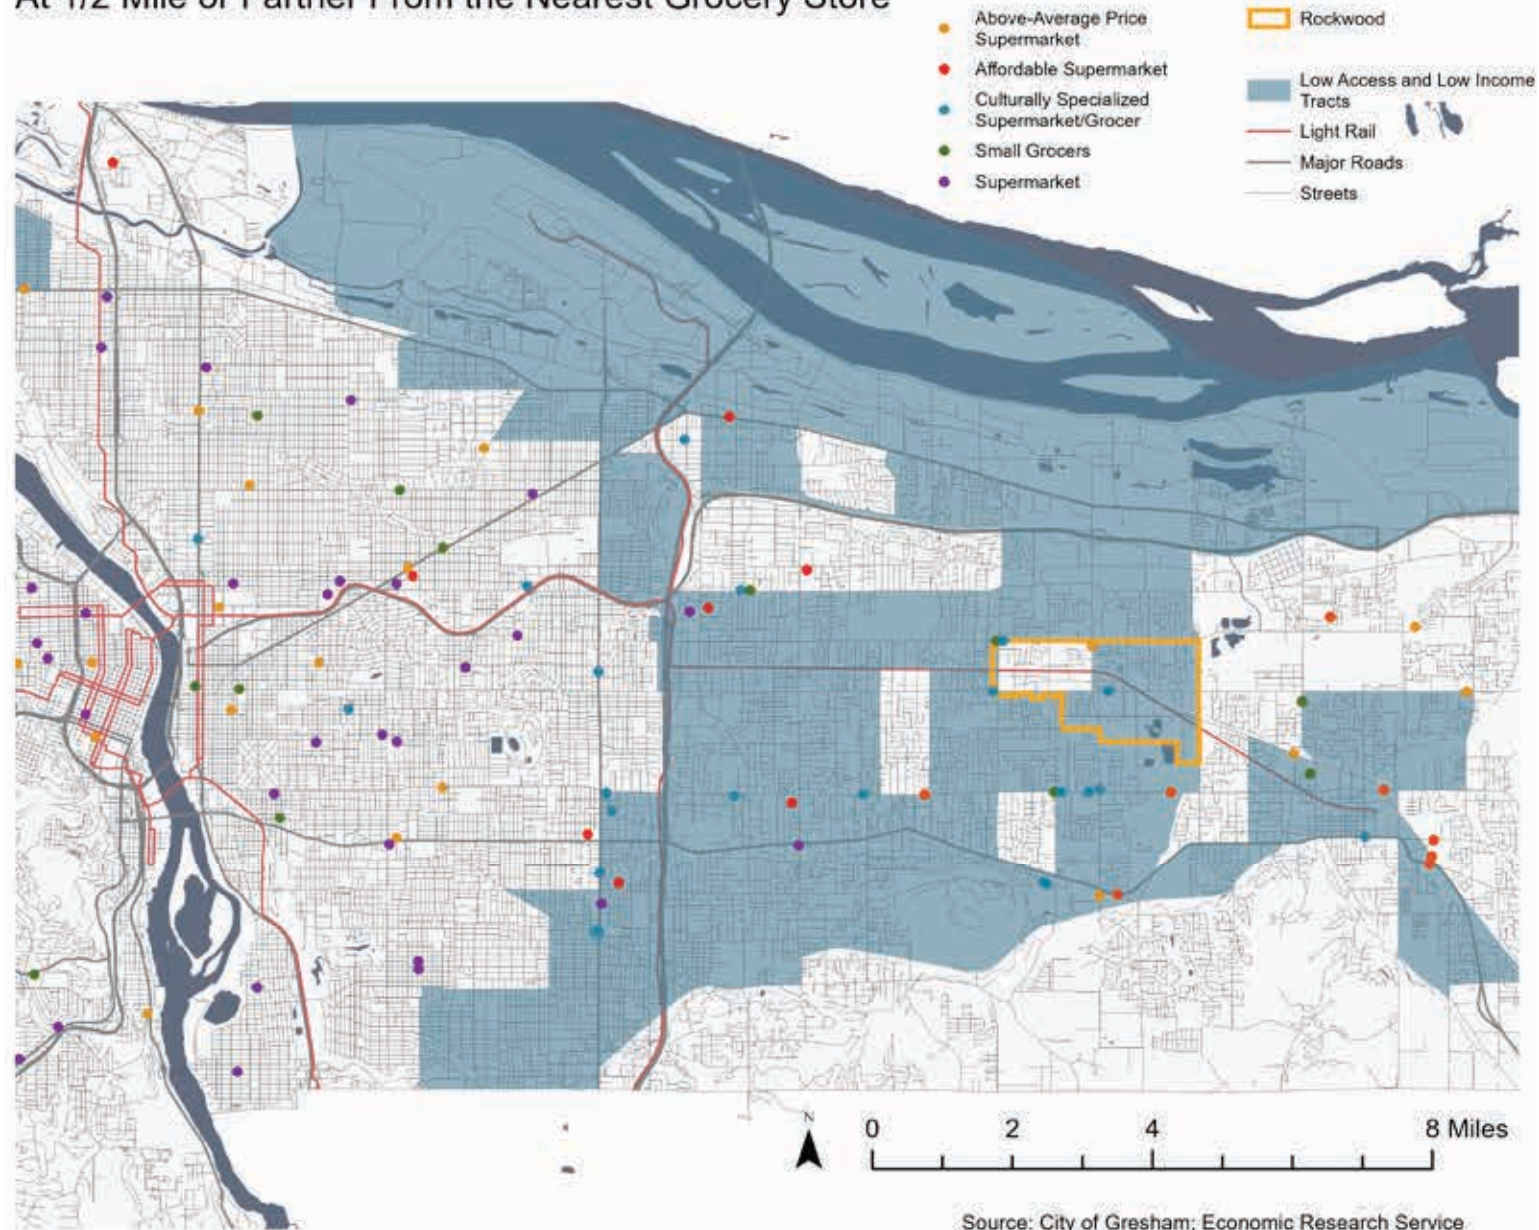 At 1/2 Mile or Farther From the Nearest Grocery Store
Above-Average Price
Supermarket
Affordable Supermarket
Culturally Specialized
Supermarket/Grocer
Small Grocers
Supermarket
Rockwood
Low Access and Low Income
Tracts
Light Rail
Major Roads
Streets
N
0 2 4 8 Miles
Source: City of Gresham; Economic Research Service